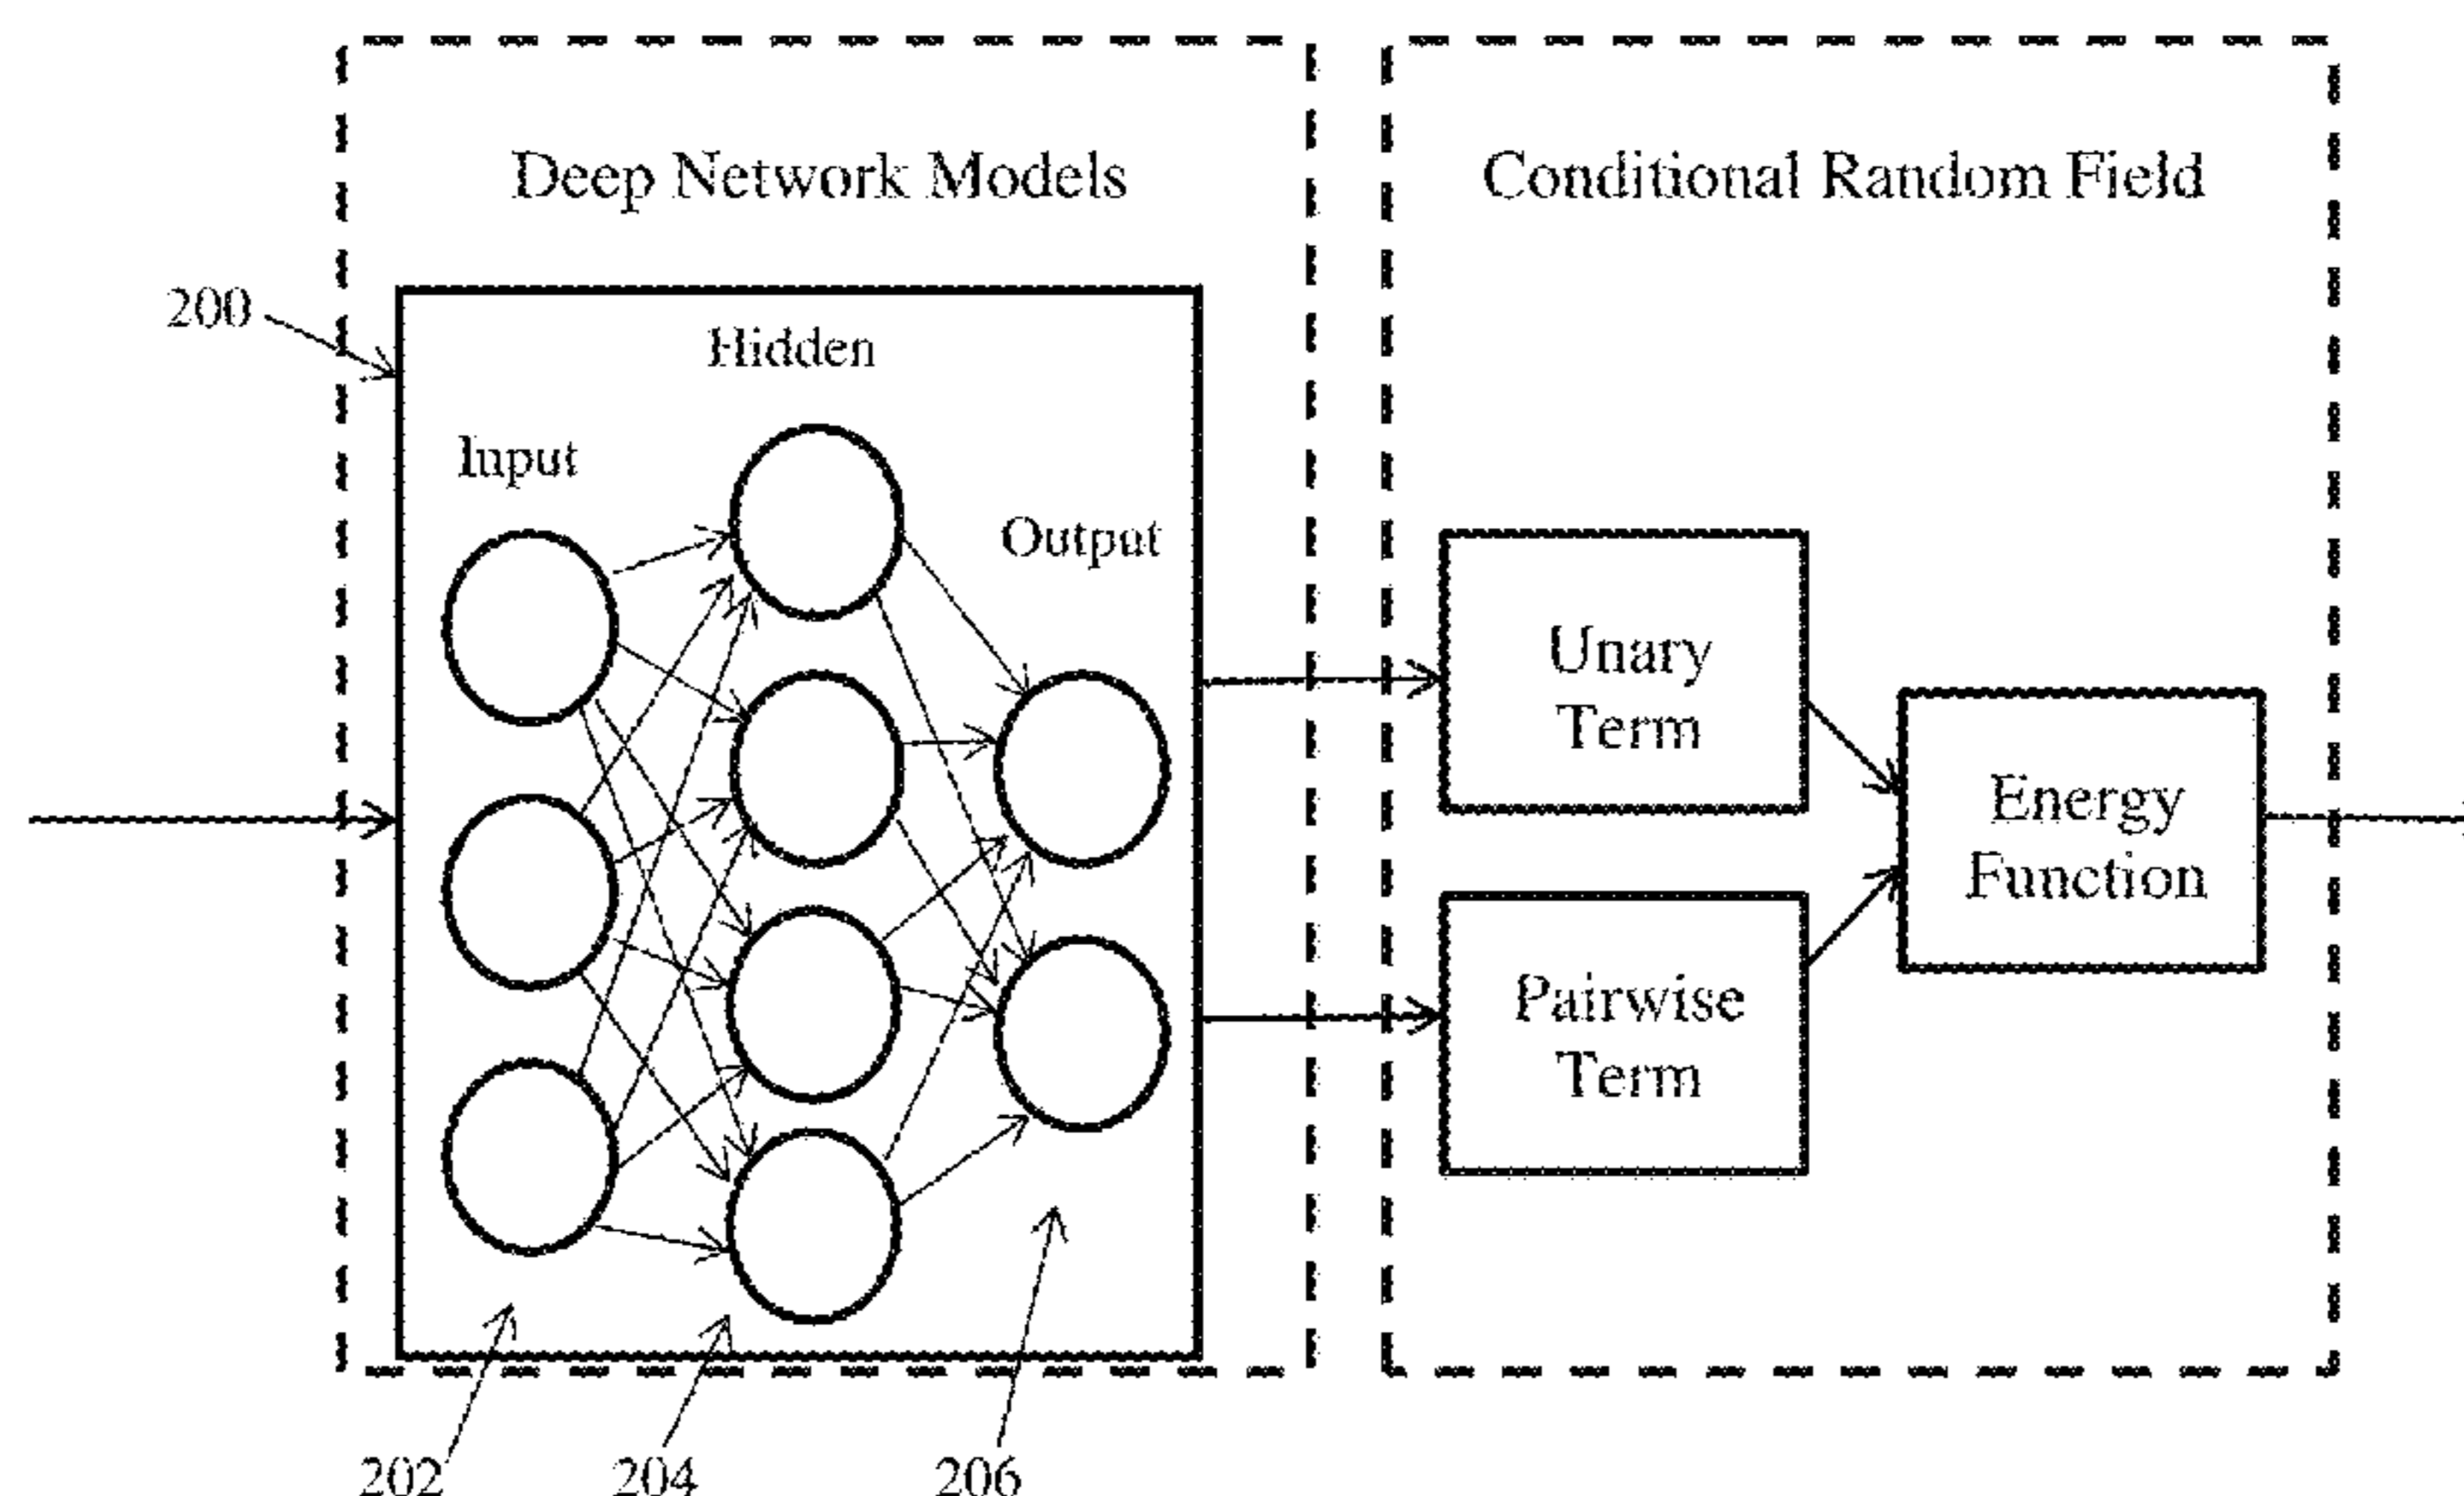 Deep Network Models
Conditional Random Field
200
Hidden
Input
Output
Unary
Term
Energy
Function
Pairwise
Term
202
204
206